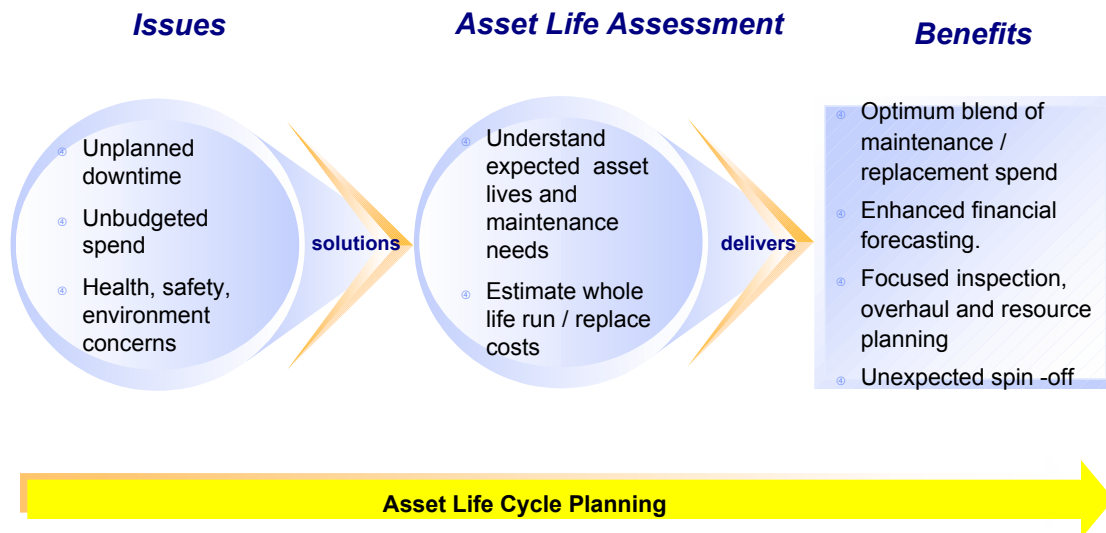 Issues
Unplanned
downtime
Unbudgeted
spend
Health, safety,
environment
concerns
solutions
Asset Life Assessment
Understand
expected asset
lives and
maintenance
needs
Estimate whole
life run / replace
costs
delivers
Benefits
Optimum blend of
maintenance /
replacement spend
Enhanced financial
forecasting.
Focused inspection,
overhaul and resource
planning
Unexpected spin -off
Asset Life Cycle Planning